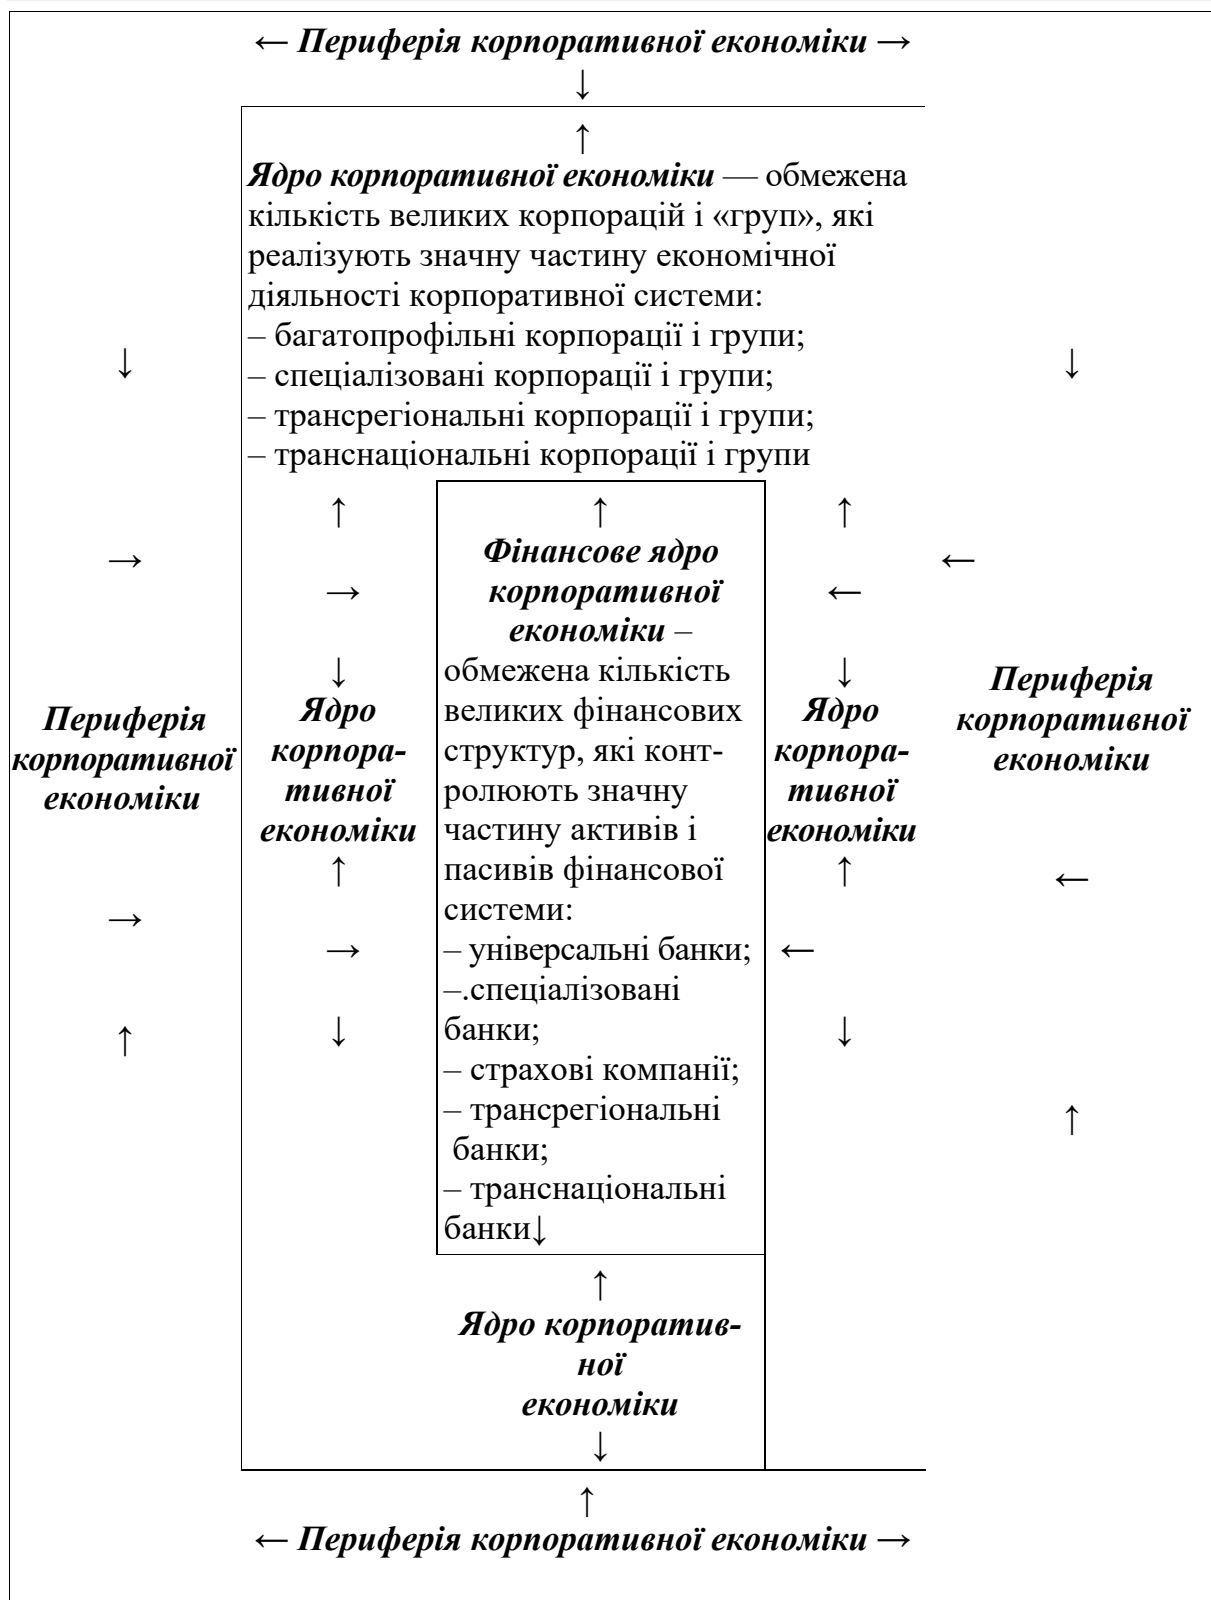 ← Периферія корпоративної економіки →
↓
↑
Ядро корпоративної економіки — обмежена
кількість великих корпорацій і «груп», які
реалізують значну частину економічної
діяльності корпоративної системи:
– багатопрофільні корпорації і групи;
– спеціалізовані корпорації і групи;
– трансрегіональні корпорації і групи;
– транснаціональні корпорації і групи
↓
→
Периферія
корпоративної
економіки
→
↑
↑
→
↓
Ядро
корпора-
тивної
економіки
↑
→
↓
↑
Фінансове ядро
корпоративної
економіки –
обмежена кількість
великих фінансових
структур, які конт-
ролюють значну
частину активів і
пасивів фінансової
системи:
– універсальні банки;
–.спеціалізовані
банки;
– страхові компанії;
– трансрегіональні
банки;
– транснаціональні
банки↓
↑
←
↓
Ядро
корпора-
тивної
економіки
↑
←
↓
↓
←
Периферія
корпоративної
економіки
←
↑
↑
Ядро корпоратив-
ної
економіки
↓
↑
← Периферія корпоративної економіки →